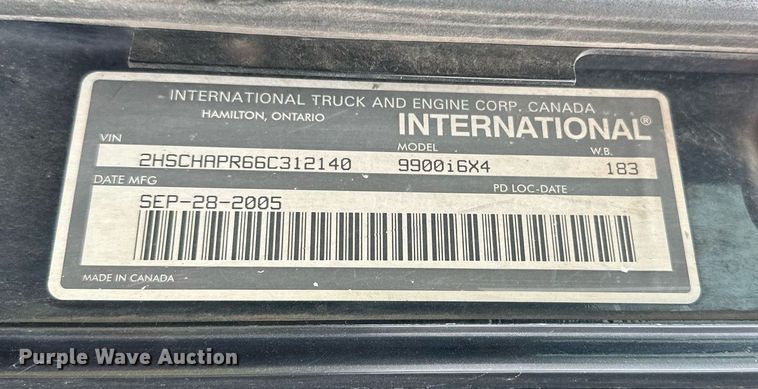 INTERNATIONAL TRUCK AND ENGINE CORP. CANADA
HAMILTON, ONTARIO INTERNATIONAL®
VIN MODEL W.B.
2HSCHAPR66C312140 9900i6X4 183
DATE MFG PD LOC-DATE
SEP-28-2005
MADE IN CANADA
Purple Wave Auction